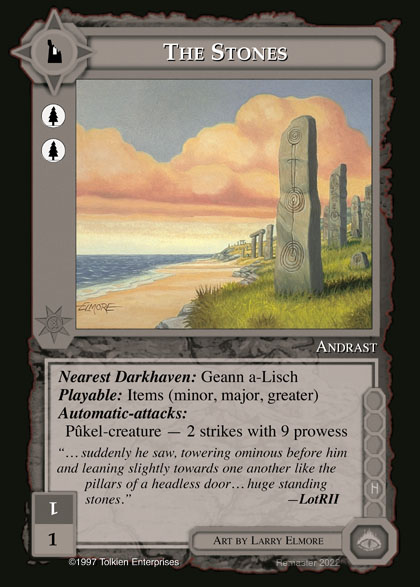 The Stones
ELMORE
Andrast
Nearest Darkhaven: Geann a-Lisch
Playable: Items (minor, major, greater)
Automatic-attacks:
Pûkel-creature — 2 strikes with 9 prowess
“… suddenly he saw, towering ominous before him
and leaning slightly towards one another like the
pillars of a headless door… huge standing
stones.” —LotRII
H
1
1
Art by Larry Elmore
©1997 Tolkien Enterprises
Remaster 2022